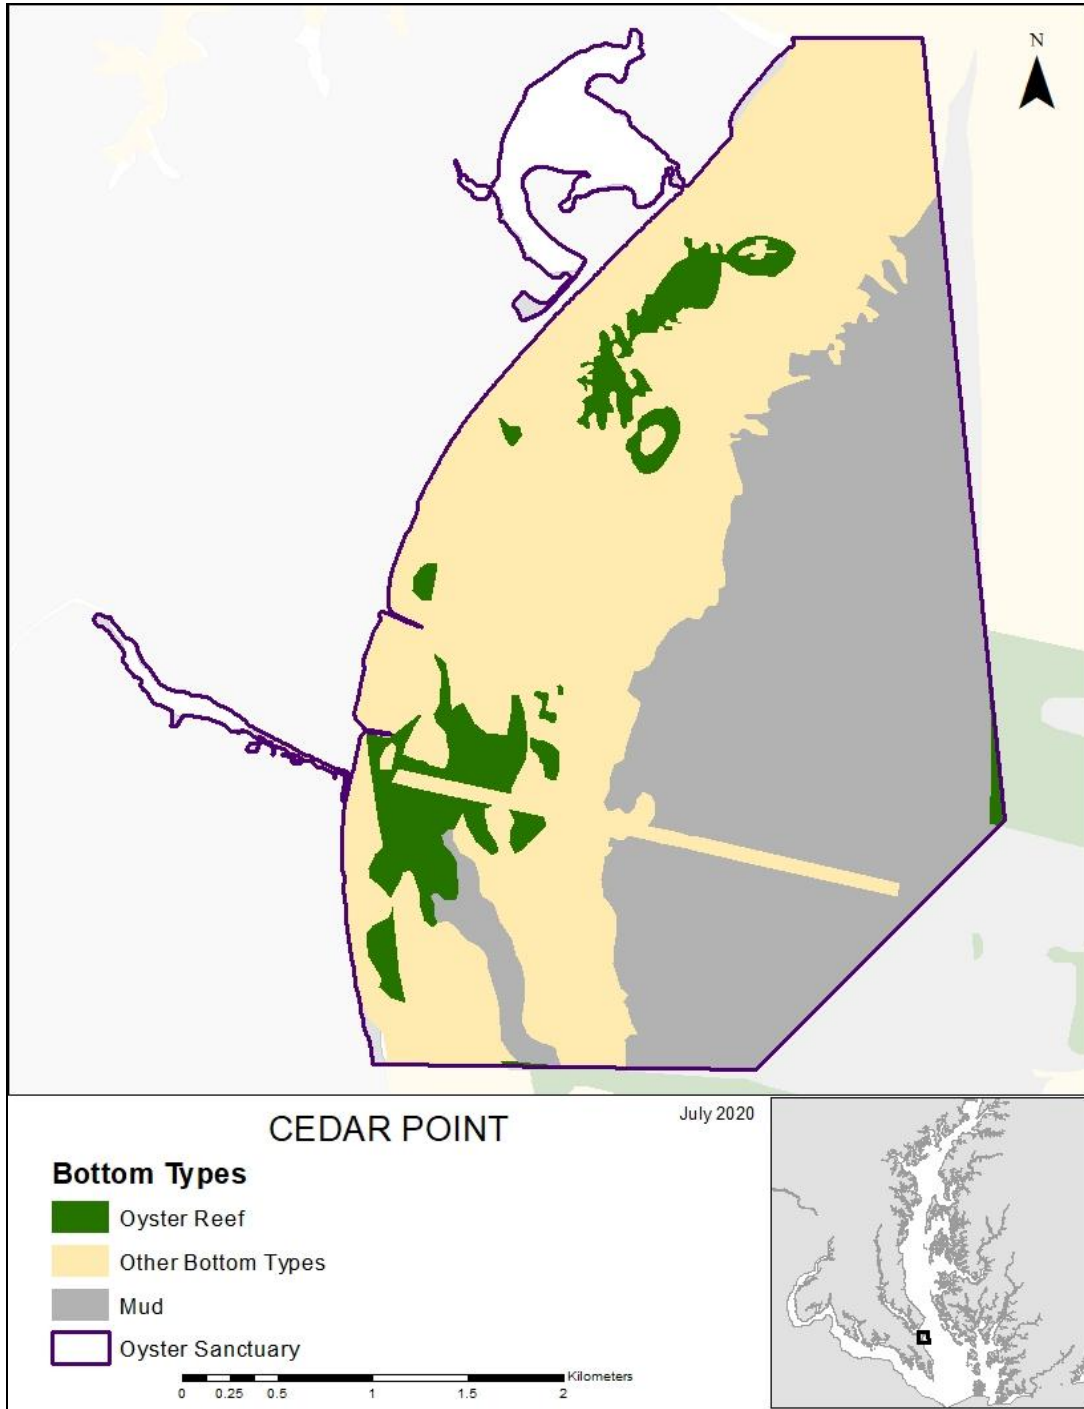 N
CEDAR POINT
July 2020
Bottom Types
Oyster Reef
Other Bottom Types
Mud
Oyster Sanctuary
Kilometers
0 0.25 0.5 1 1.5 2